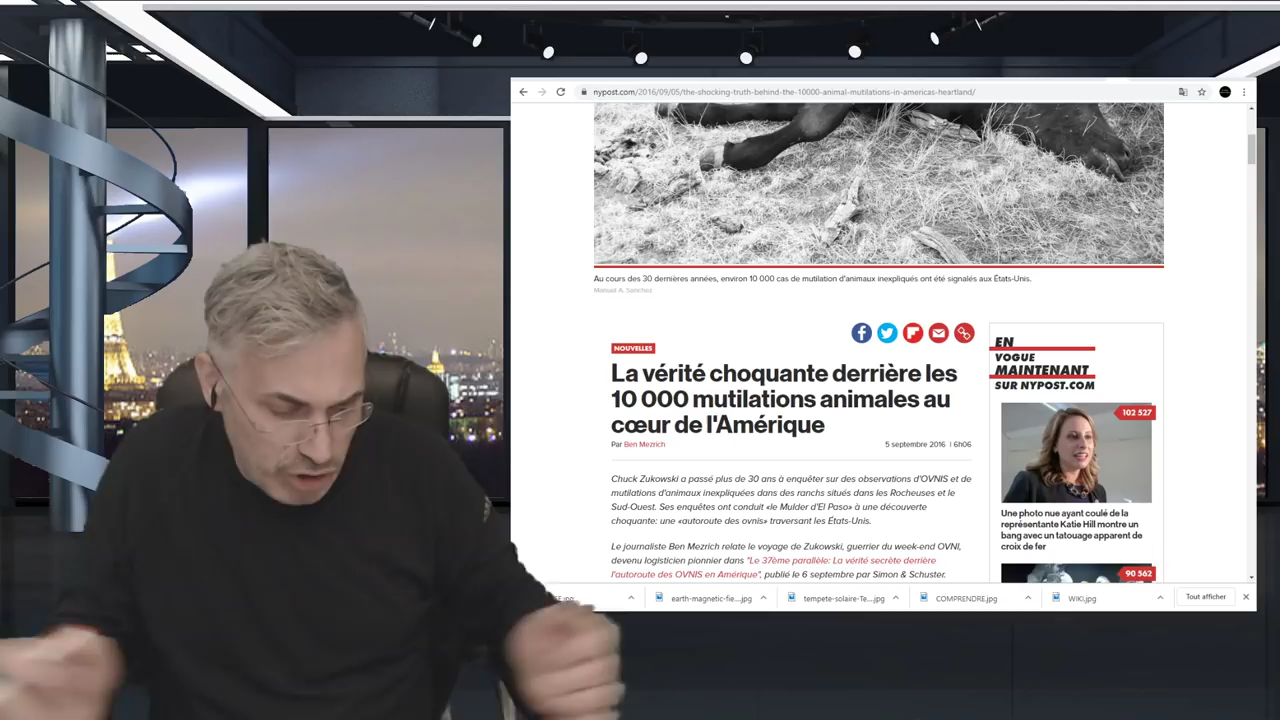 nypost.com/2016/09/05/the-shocking-truth-behind-the-10000-animal-mutilations-in-americas-heartland/
Au cours des 30 dernières années, environ 10 000 cas de mutilation d'animaux inexpliqués ont été signalés aux États-Unis.
Manuel A. Sanchez
NOUVELLES
La vérité choquante derrière les
10 000 mutilations animales au
cœur de l'Amérique
Par Ben Mezrich
5 septembre 2016 | 6h06
Chuck Zukowski a passé plus de 30 ans à enquêter sur des observations d'OVNIS et de
mutilations d'animaux inexpliquées dans des ranchs situés dans les Rocheuses et le
Sud-Ouest. Ses enquêtes ont conduit «le Mulder d'El Paso» à une découverte
choquante: une «autoroute des ovnis» traversant les États-Unis.
Le journaliste Ben Mezrich relate le voyage de Zukowski, guerrier du week-end OVNI,
devenu logisticien pionnier dans "Le 37ème parallèle: La vérité secrète derrière
l'autoroute des OVNIS en Amérique", publié le 6 septembre par Simon & Schuster.
EN
VOGUE
MAINTENANT
SUR NYPOST.COM
102 527
Une photo nue ayant coulé de la
représentante Katie Hill montre un
bang avec un tatouage apparent de
croix de fer
90 562
earth-magnetic-fie....jpg
tempete-solaire-Te....jpg
COMPRENDRE.jpg
WIKI.jpg
Tout afficher